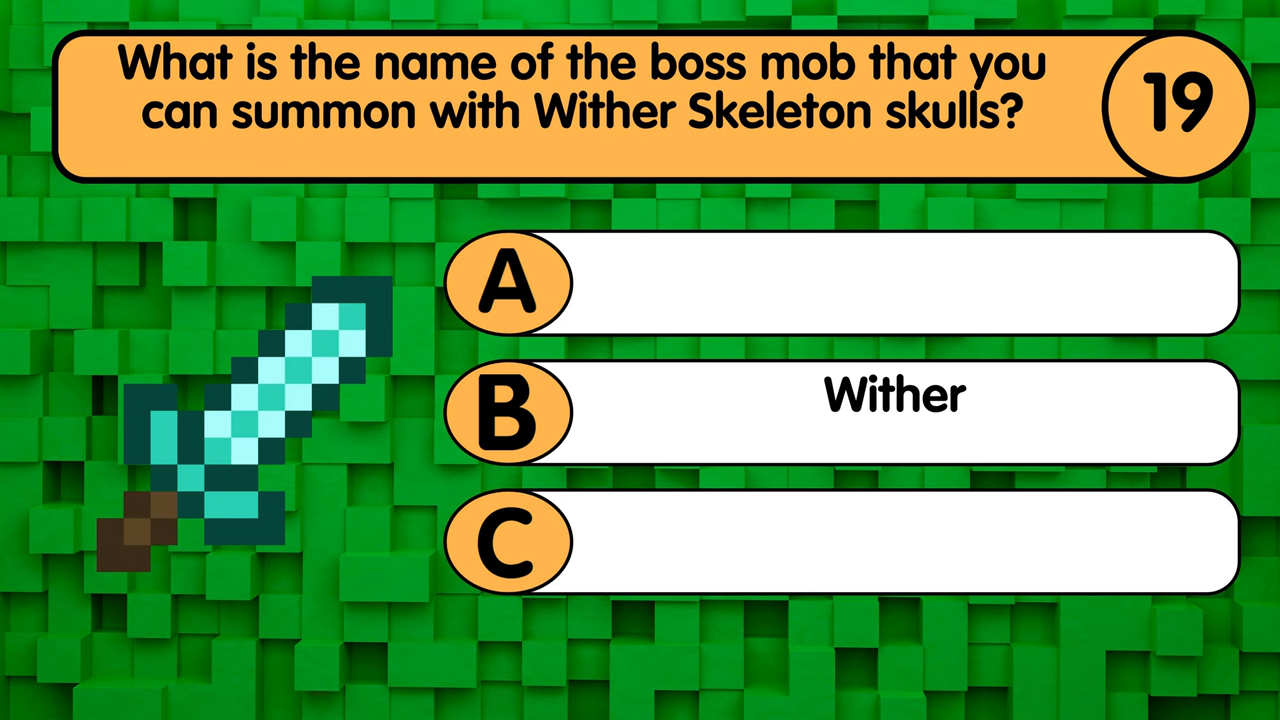 What is the name of the boss mob that you
can summon with Wither Skeleton skulls?
19
A
B
Wither
C